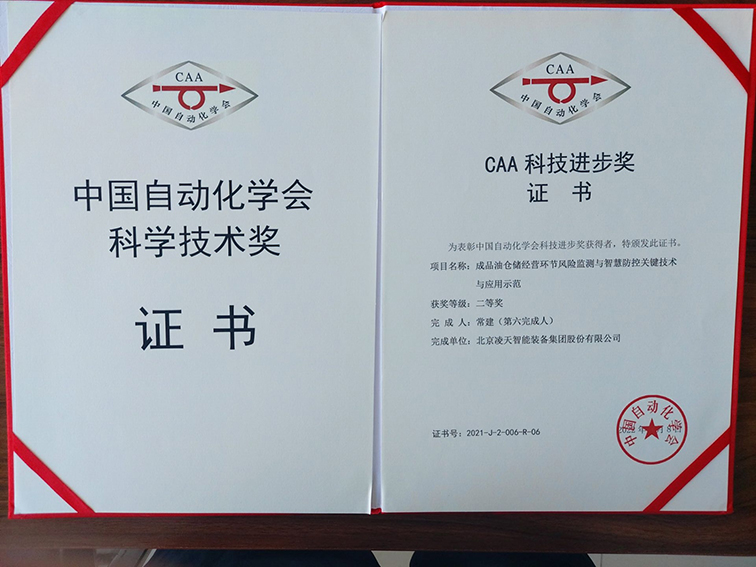 CAA
中国自动化学会
中国自动化学会
科学技术奖
证 书
CAA
中国自动化学会
CAA 科技进步奖
证 书
为表彰中国自动化学会科技进步奖获得者，特颁发此证书。
项目名称：成品油仓储经营环节风险监测与智慧防控关键技术
与应用示范
获奖等级：二等奖
完 成 人：常建（第六完成人）
完成单位：北京凌天智能装备集团股份有限公司
证书号：2021-J-2-006-R-06
中国自动化学会